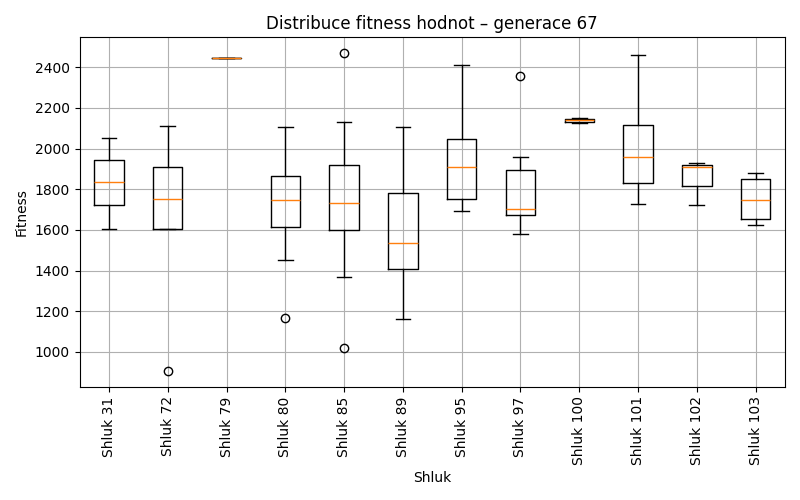 Distribuce fitness hodnot – generace 67
Fitness
2400
2200
2000
1800
1600
1400
1200
1000
Shluk 31
Shluk 72
Shluk 79
Shluk 80
Shluk 85
Shluk 89
Shluk 95
Shluk 97
Shluk 100
Shluk 101
Shluk 102
Shluk 103
Shluk